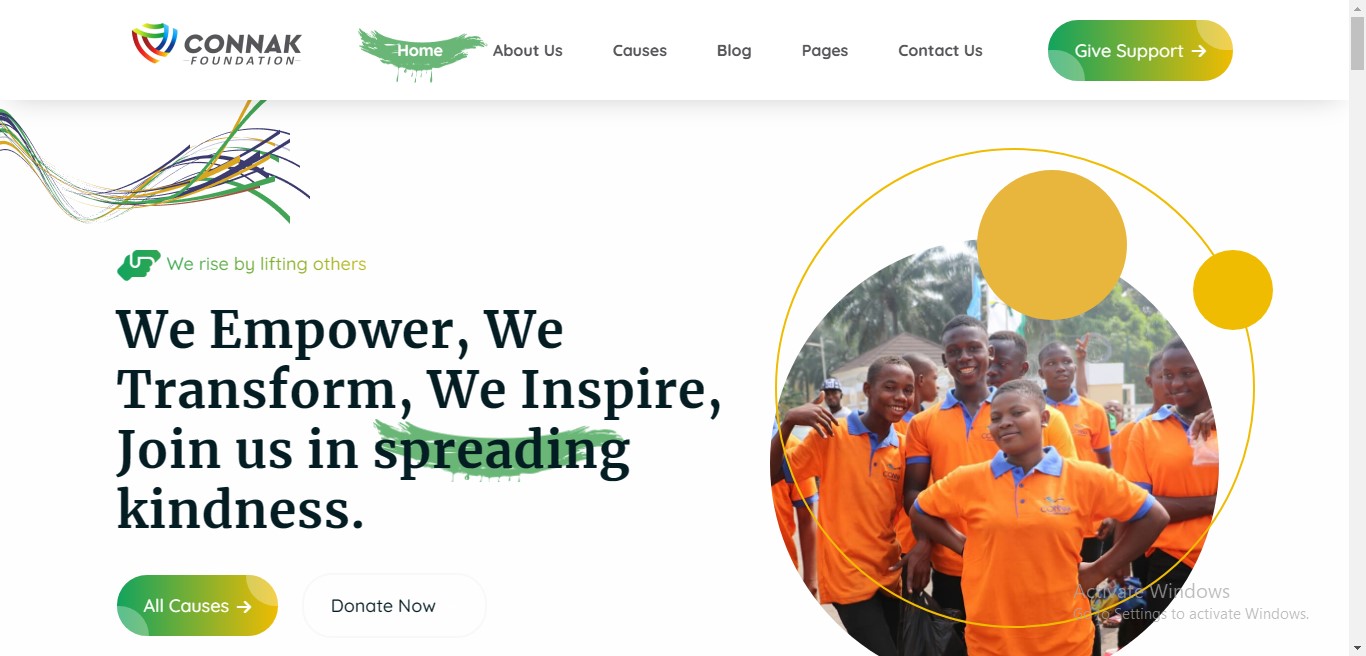 CONNAK
FOUNDATION
Home
About Us
Causes
Blog
Pages
Contact Us
Give Support →
We rise by lifting others
We Empower, We
Transform, We Inspire,
Join us in spreading
kindness.
All Causes →
Donate Now
Activate Windows
Go to Settings to activate Windows.